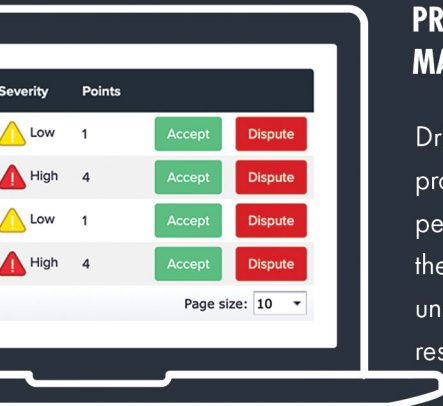 PR
MA
Severity Points
Low 1 Accept Dispute
High 4 Accept Dispute
Low 1 Accept Dispute
High 4 Accept Dispute
Page size: 10
Dr
pro
pe
the
un
res